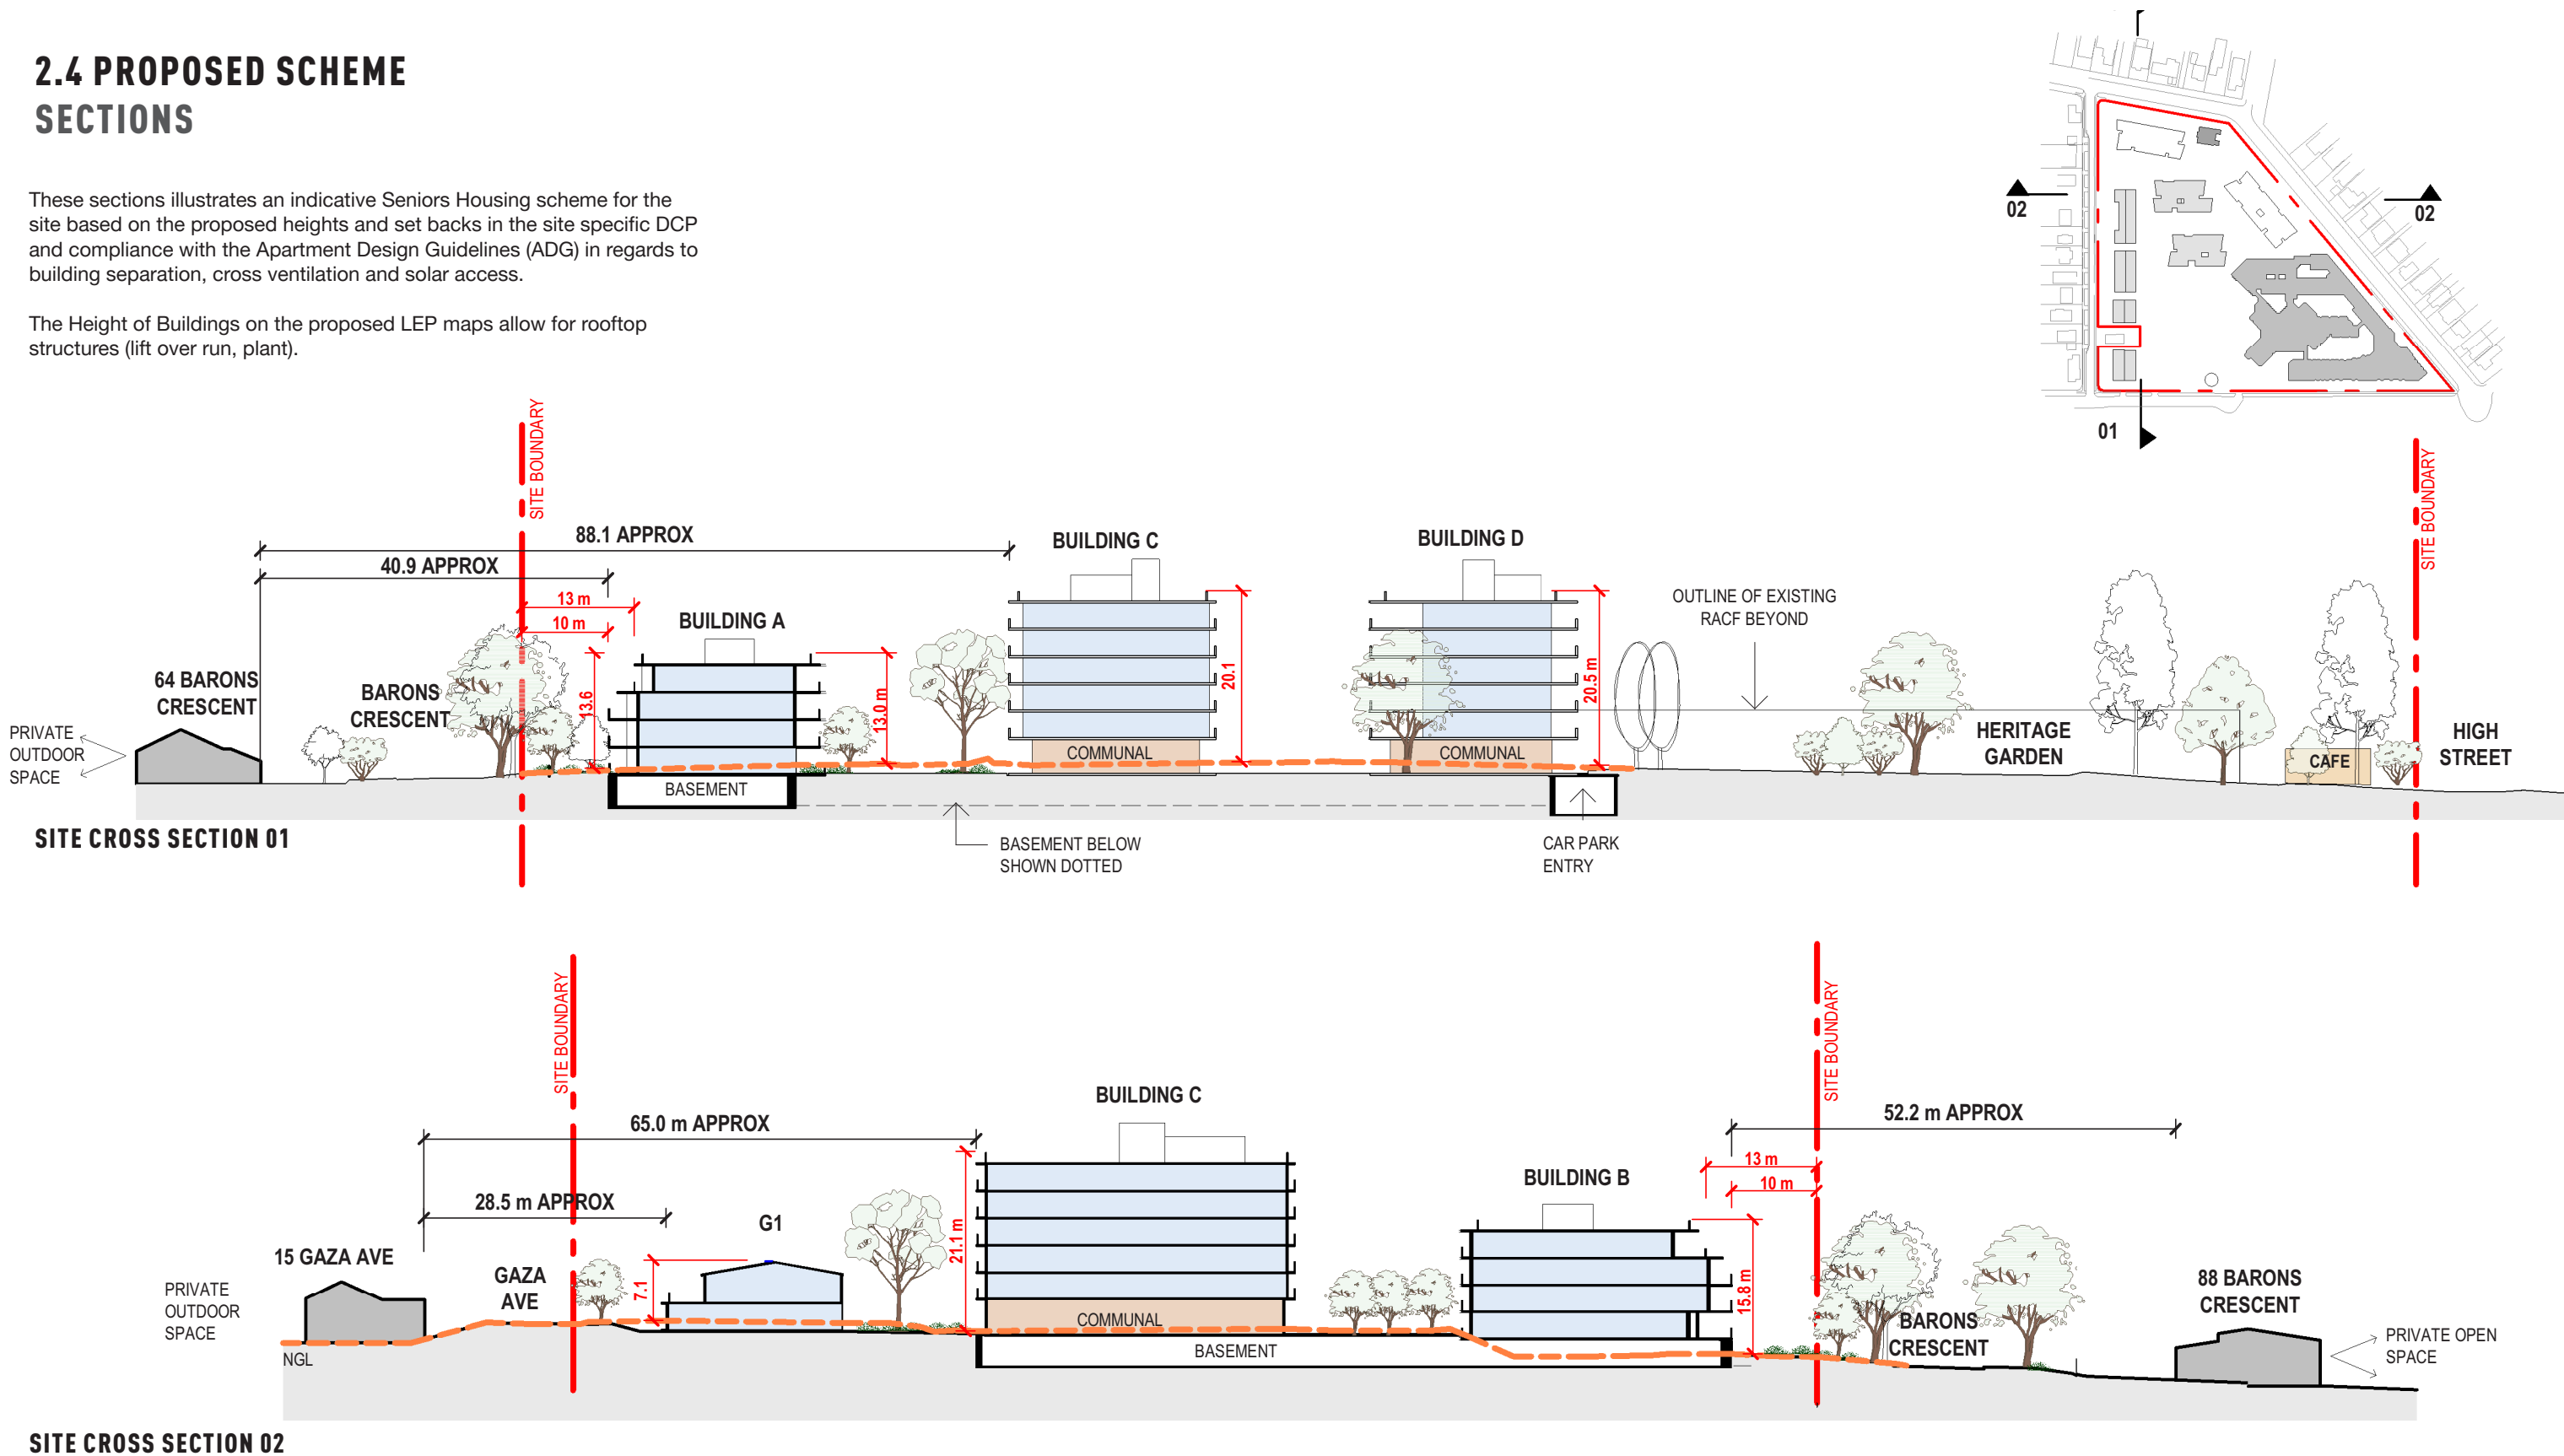 2.4 PROPOSED SCHEME
SECTIONS
These sections illustrates an indicative Seniors Housing scheme for the
site based on the proposed heights and set backs in the site specific DCP
and compliance with the Apartment Design Guidelines (ADG) in regards to
building separation, cross ventilation and solar access.
The Height of Buildings on the proposed LEP maps allow for rooftop
structures (lift over run, plant).
02
02
01
SITE BOUNDARY
SITE BOUNDARY
88.1 APPROX
40.9 APPROX
13 m
10 m
BUILDING A
BUILDING C
BUILDING D
OUTLINE OF EXISTING
RACF BEYOND
64 BARONS
CRESCENT
BARONS
CRESCENT
13.6
13.0 m
20.1
20.5 m
PRIVATE
OUTDOOR
SPACE
COMMUNAL
COMMUNAL
HERITAGE
GARDEN
CAFE
HIGH
STREET
BASEMENT
SITE CROSS SECTION 01
BASEMENT BELOW
SHOWN DOTTED
CAR PARK
ENTRY
SITE BOUNDARY
SITE BOUNDARY
BUILDING C
65.0 m APPROX
52.2 m APPROX
13 m
10 m
BUILDING B
28.5 m APPROX
G1
15 GAZA AVE
GAZA
AVE
7.1
21.1 m
15.8 m
PRIVATE
OUTDOOR
SPACE
COMMUNAL
BARONS
CRESCENT
88 BARONS
CRESCENT
PRIVATE OPEN
SPACE
NGL
BASEMENT
SITE CROSS SECTION 02